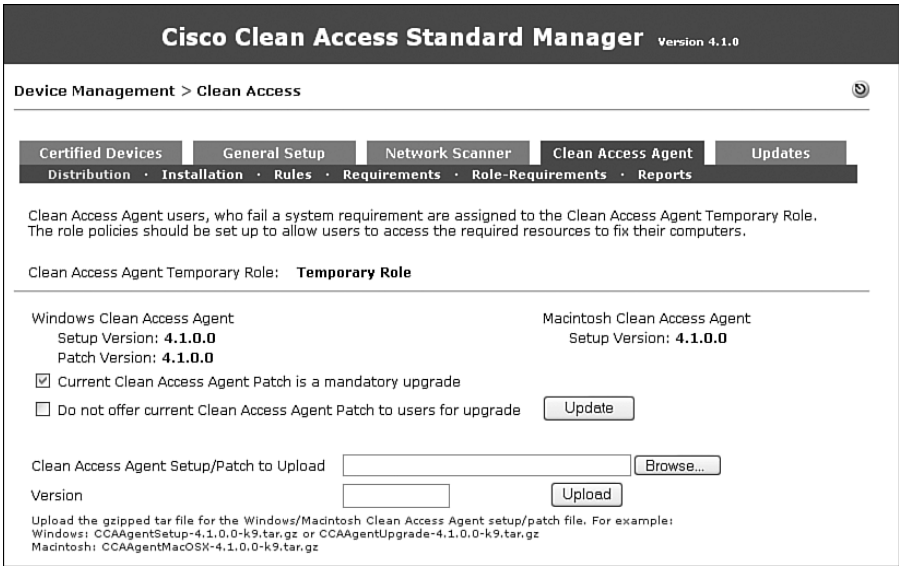 Cisco Clean Access Standard Manager Version 4.1.0
Device Management > Clean Access
Certified Devices General Setup Network Scanner Clean Access Agent Updates
Distribution · Installation · Rules · Requirements · Role-Requirements · Reports
Clean Access Agent users, who fail a system requirement are assigned to the Clean Access Agent Temporary Role.
The role policies should be set up to allow users to access the required resources to fix their computers.
Clean Access Agent Temporary Role: Temporary Role
Windows Clean Access Agent Macintosh Clean Access Agent
Setup Version: 4.1.0.0 Setup Version: 4.1.0.0
Patch Version: 4.1.0.0
Current Clean Access Agent Patch is a mandatory upgrade
Do not offer current Clean Access Agent Patch to users for upgrade Update
Clean Access Agent Setup/Patch to Upload Browse...
Version Upload
Upload the gzipped tar file for the Windows/Macintosh Clean Access Agent setup/patch file. For example:
Windows: CCAAgentSetup-4.1.0.0-k9.tar.gz or CCAAgentUpgrade-4.1.0.0-k9.tar.gz
Macintosh: CCAAgentMacOSX-4.1.0.0-k9.tar.gz